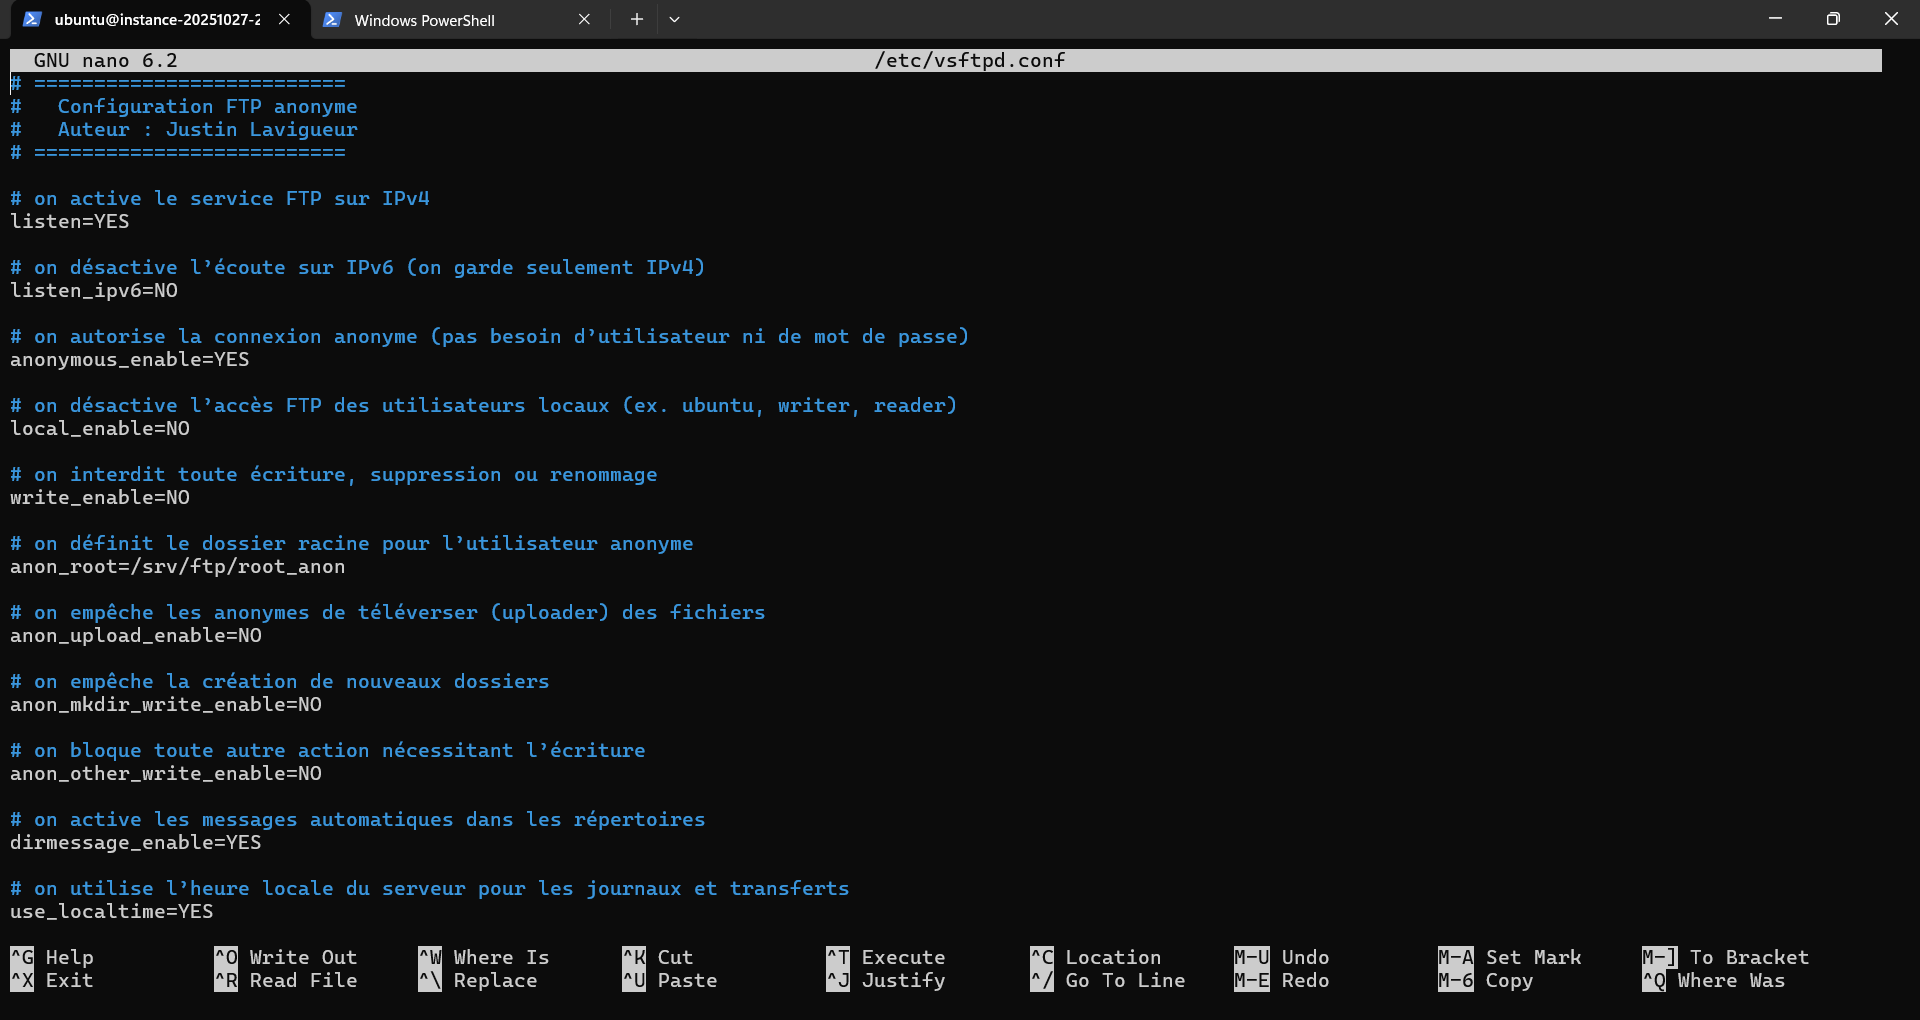 ubuntu@instance-20251027-2
Windows PowerShell
GNU nano 6.2 /etc/vsftpd.conf
# ==========================
#   Configuration FTP anonyme
#   Auteur : Justin Lavigueur
# ==========================
# on active le service FTP sur IPv4
listen=YES
# on désactive l’écoute sur IPv6 (on garde seulement IPv4)
listen_ipv6=NO
# on autorise la connexion anonyme (pas besoin d’utilisateur ni de mot de passe)
anonymous_enable=YES
# on désactive l’accès FTP des utilisateurs locaux (ex. ubuntu, writer, reader)
local_enable=NO
# on interdit toute écriture, suppression ou renommage
write_enable=NO
# on définit le dossier racine pour l’utilisateur anonyme
anon_root=/srv/ftp/root_anon
# on empêche les anonymes de téléverser (uploader) des fichiers
anon_upload_enable=NO
# on empêche la création de nouveaux dossiers
anon_mkdir_write_enable=NO
# on bloque toute autre action nécessitant l’écriture
anon_other_write_enable=NO
# on active les messages automatiques dans les répertoires
dirmessage_enable=YES
# on utilise l’heure locale du serveur pour les journaux et transferts
use_localtime=YES
^G Help ^O Write Out ^W Where Is ^K Cut ^T Execute ^C Location M-U Undo M-A Set Mark M-] To Bracket
^X Exit ^R Read File ^\ Replace ^U Paste ^J Justify ^/ Go To Line M-E Redo M-6 Copy ^Q Where Was